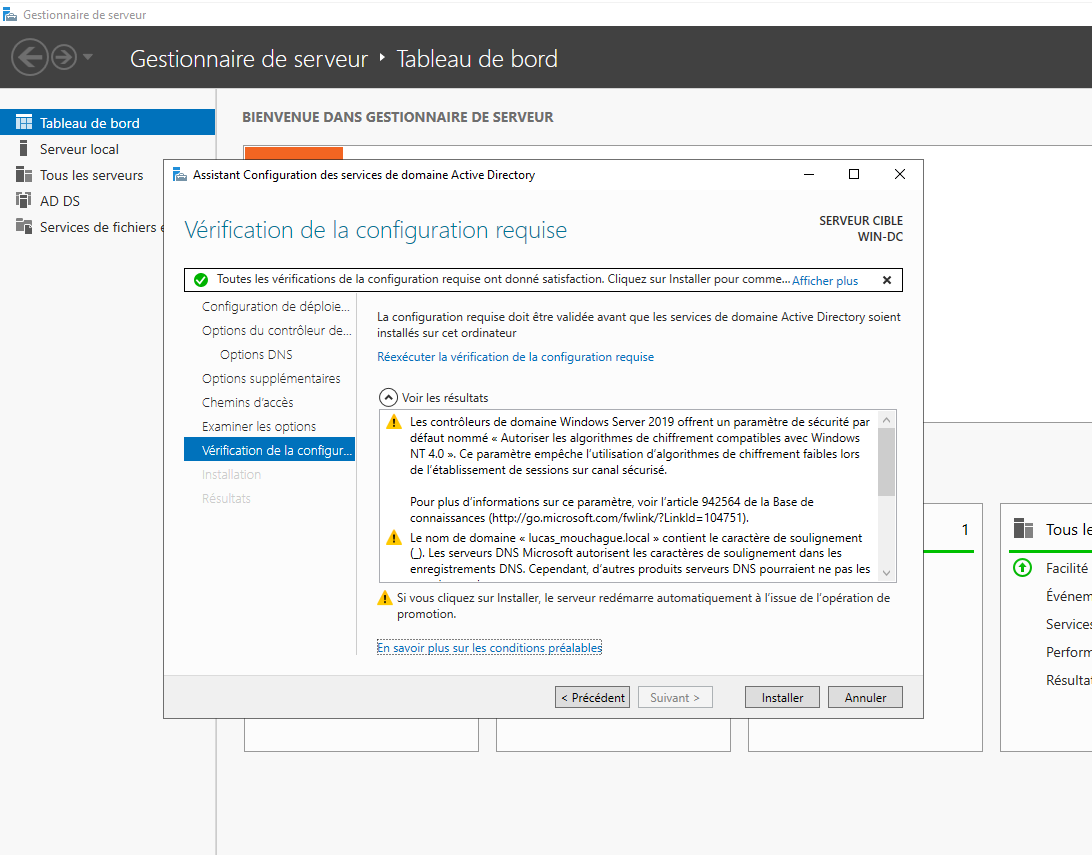 Gestionnaire de serveur
Gestionnaire de serveur ‣ Tableau de bord
Tableau de bord
Serveur local
Tous les serveurs
AD DS
Services de fichiers e
BIENVENUE DANS GESTIONNAIRE DE SERVEUR
Assistant Configuration des services de domaine Active Directory
Vérification de la configuration requise
SERVEUR CIBLE
WIN-DC
Toutes les vérifications de la configuration requise ont donné satisfaction. Cliquez sur Installer pour comme... Afficher plus
Configuration de déploie...
Options du contrôleur de...
Options DNS
Options supplémentaires
Chemins d'accès
Examiner les options
Vérification de la configur...
Installation
Résultats
La configuration requise doit être validée avant que les services de domaine Active Directory soient
installés sur cet ordinateur
Réexécuter la vérification de la configuration requise
Voir les résultats
Les contrôleurs de domaine Windows Server 2019 offrent un paramètre de sécurité par
défaut nommé « Autoriser les algorithmes de chiffrement compatibles avec Windows
NT 4.0 ». Ce paramètre empêche l'utilisation d'algorithmes de chiffrement faibles lors
de l'établissement de sessions sur canal sécurisé.
Pour plus d'informations sur ce paramètre, voir l'article 942564 de la Base de
connaissances (http://go.microsoft.com/fwlink/?LinkId=104751).
Le nom de domaine « lucas_mouchague.local » contient le caractère de soulignement
(_). Les serveurs DNS Microsoft autorisent les caractères de soulignement dans les
enregistrements DNS. Cependant, d'autres produits serveurs DNS pourraient ne pas les
Si vous cliquez sur Installer, le serveur redémarre automatiquement à l'issue de l'opération de
promotion.
En savoir plus sur les conditions préalables
< Précédent
Suivant >
Installer
Annuler
1
Tous le
Facilité
Événem
Services
Perform
Résulta